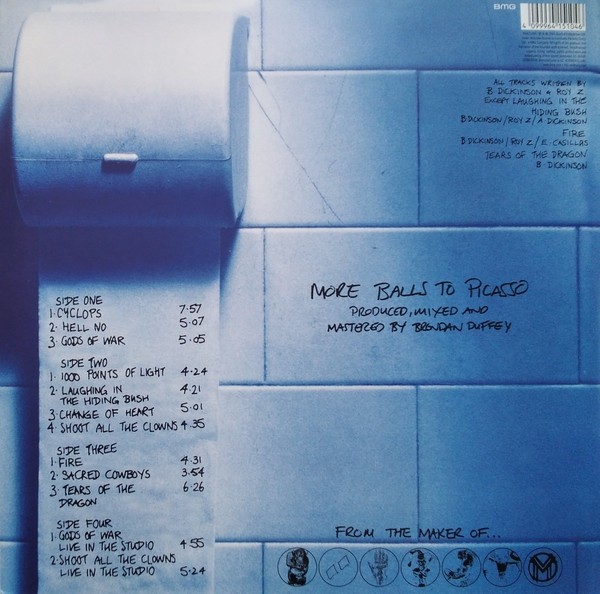 BMG
4 099964 151046
ALL TRACKS WRITTEN BY
B DICKINSON & ROY Z
EXCEPT LAUGHING IN THE
HIDING BUSH
B DICKINSON/ROY Z/A DICKINSON
FIRE
B DICKINSON/ROY Z/E. CASILLAS
TEARS OF THE DRAGON
B. DICKINSON
MORE BALLS TO PICASSO
PRODUCED, MIXED AND
MASTERED BY BRENDAN DUFFEY
SIDE ONE
1. CYCLOPS 7.57
2. HELL NO 5.07
3. GODS OF WAR 5.05
SIDE TWO
1. 1000 POINTS OF LIGHT 4.24
2. LAUGHING IN 4.21
THE HIDING BUSH
3. CHANGE OF HEART 5.01
4. SHOOT ALL THE CLOWNS 4.35
SIDE THREE
1. FIRE 4.31
2. SACRED COWBOYS 3.54
3. TEARS OF THE 6.26
DRAGON
SIDE FOUR
1. GODS OF WAR
LIVE IN THE STUDIO 4.55
2. SHOOT ALL THE CLOWNS
LIVE IN THE STUDIO 5.24
FROM THE MAKER OF...